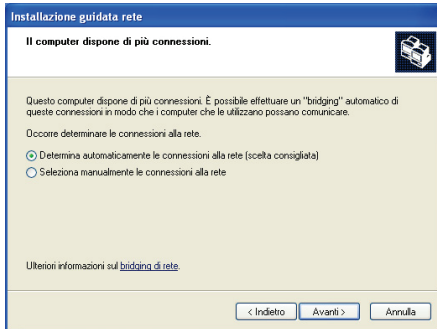 Installazione guidata rete
Il computer dispone di più connessioni.
Questo computer dispone di più connessioni. È possibile effettuare un "bridging" automatico di
queste connessioni in modo che i computer che le utilizzano possano comunicare.
Occorre determinare le connessioni alla rete.
Determina automaticamente le connessioni alla rete (scelta consigliata)
Seleziona manualmente le connessioni alla rete
Ulteriori informazioni sul bridging di rete.
< Indietro Avanti > Annulla